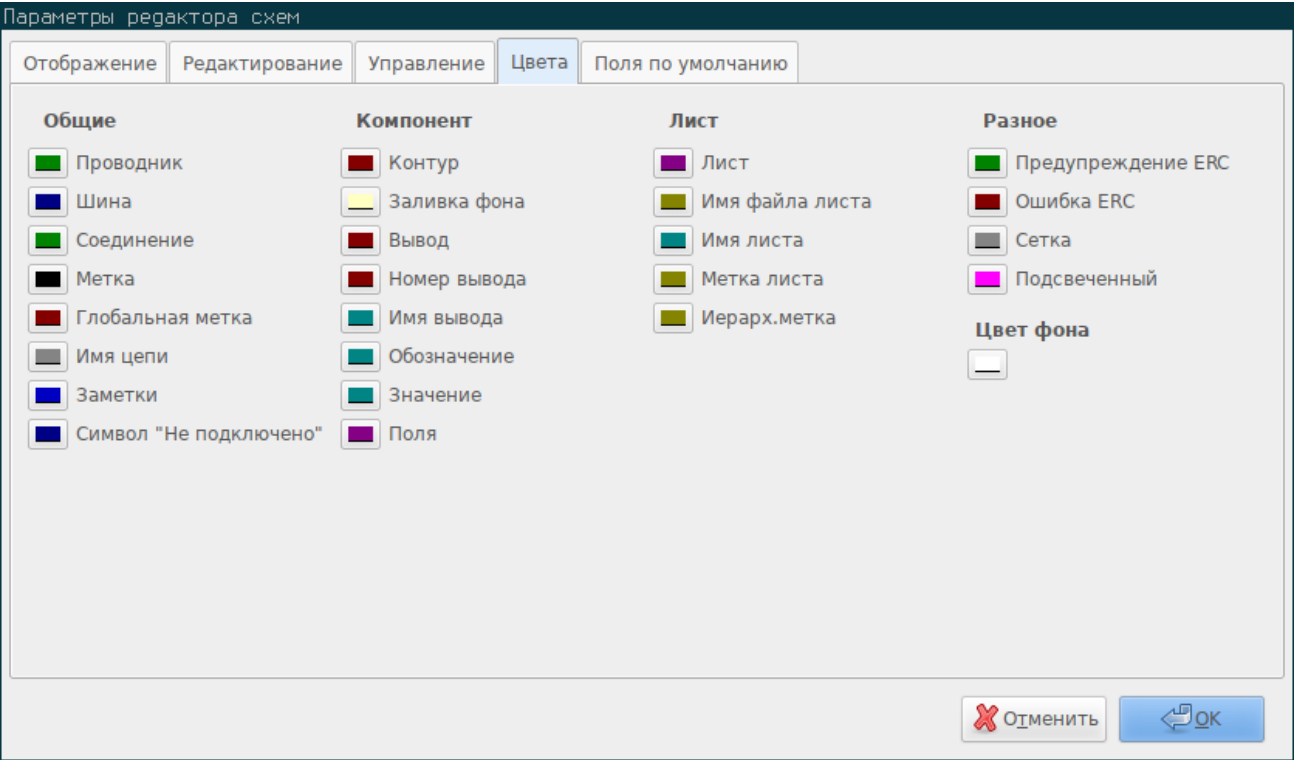 Параметры редактора схем
Отображение Редактирование Управление Цвета Поля по умолчанию
Общие
Проводник
Шина
Соединение
Метка
Глобальная метка
Имя цепи
Заметки
Символ "Не подключено"
Компонент
Контур
Заливка фона
Вывод
Номер вывода
Имя вывода
Обозначение
Значение
Поля
Лист
Лист
Имя файла листа
Имя листа
Метка листа
Иерарх.метка
Разное
Предупреждение ERC
Ошибка ERC
Сетка
Подсвеченный
Цвет фона
Отменить OK